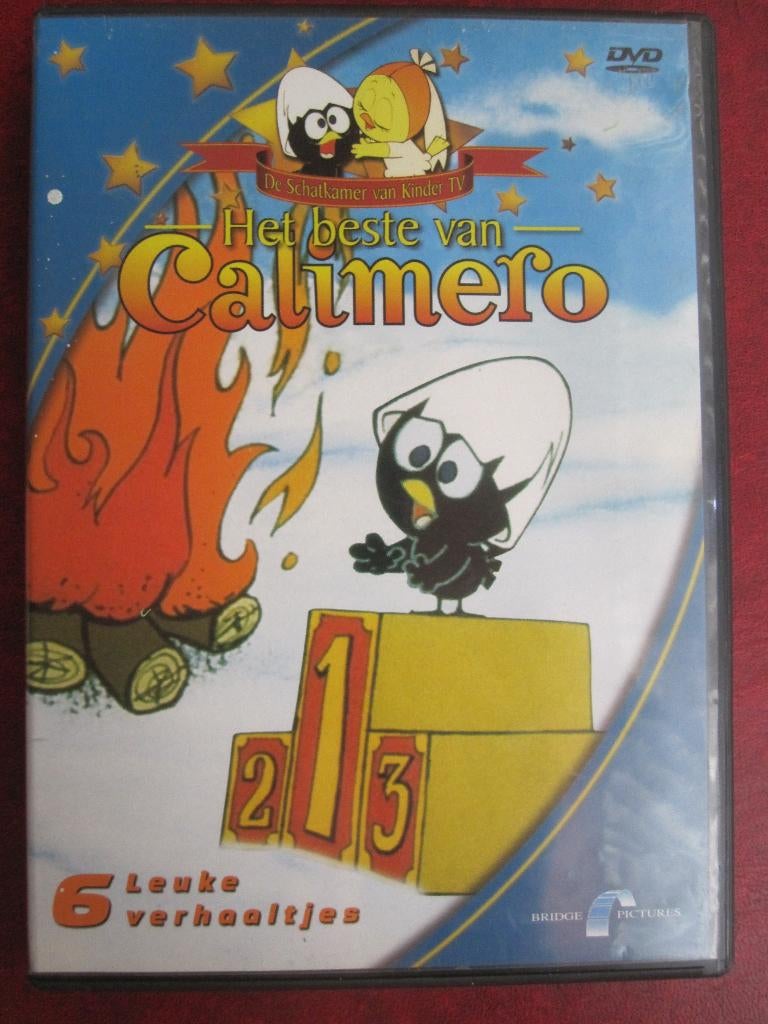 DVD
De Schatkamer van Kinder TV
Het beste van
Calimero
1
2
3
6 Leuke
verhaaltjes
BRIDGE PICTURES